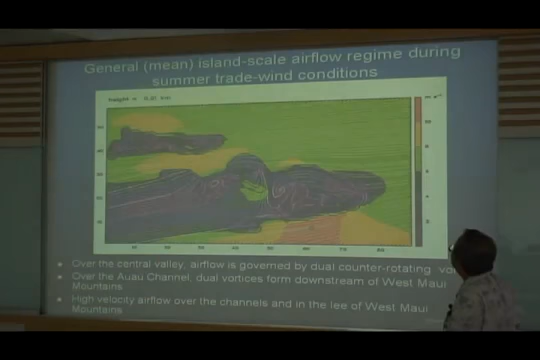 General (mean) island-scale airflow regime during
summer trade-wind conditions
Over the central valley, airflow is governed by dual counter-rotating
Over the Auau Channel, dual vortices form downstream of West Maui
Mountains
High velocity airflow over the channels and in the lee of West Maui
Mountains